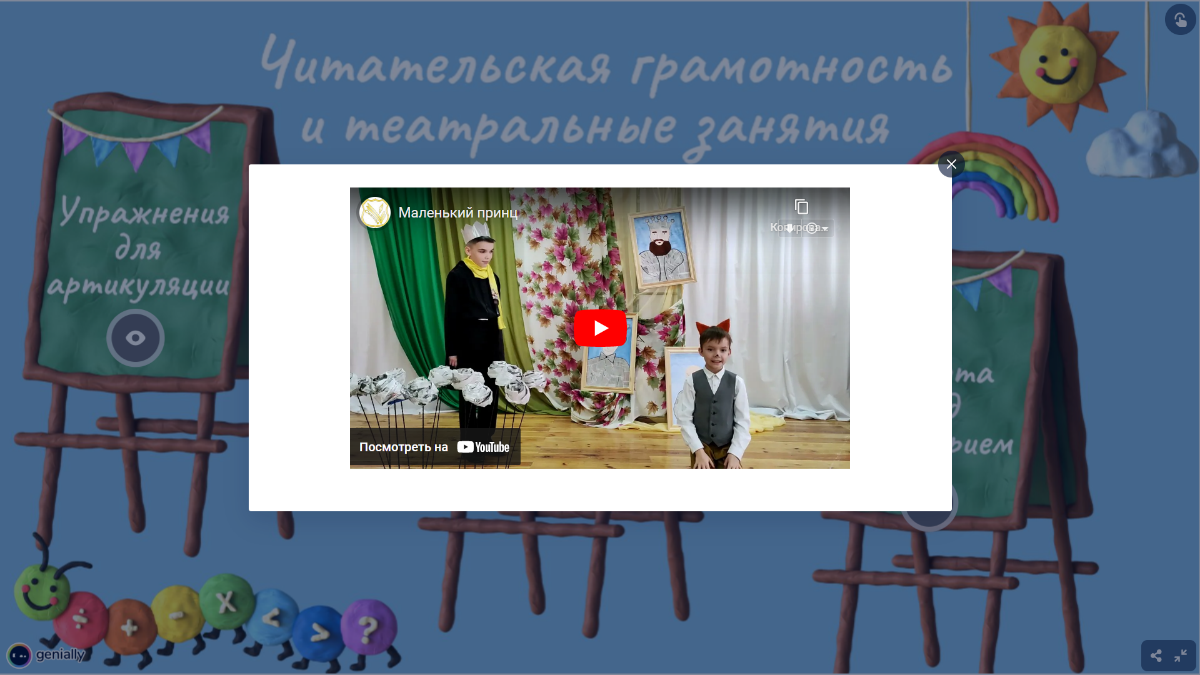 Читательская грамотность
и театральные занятия
Упражнения
для
артикуляции
Маленький принц
Посмотреть на YouTube
genially